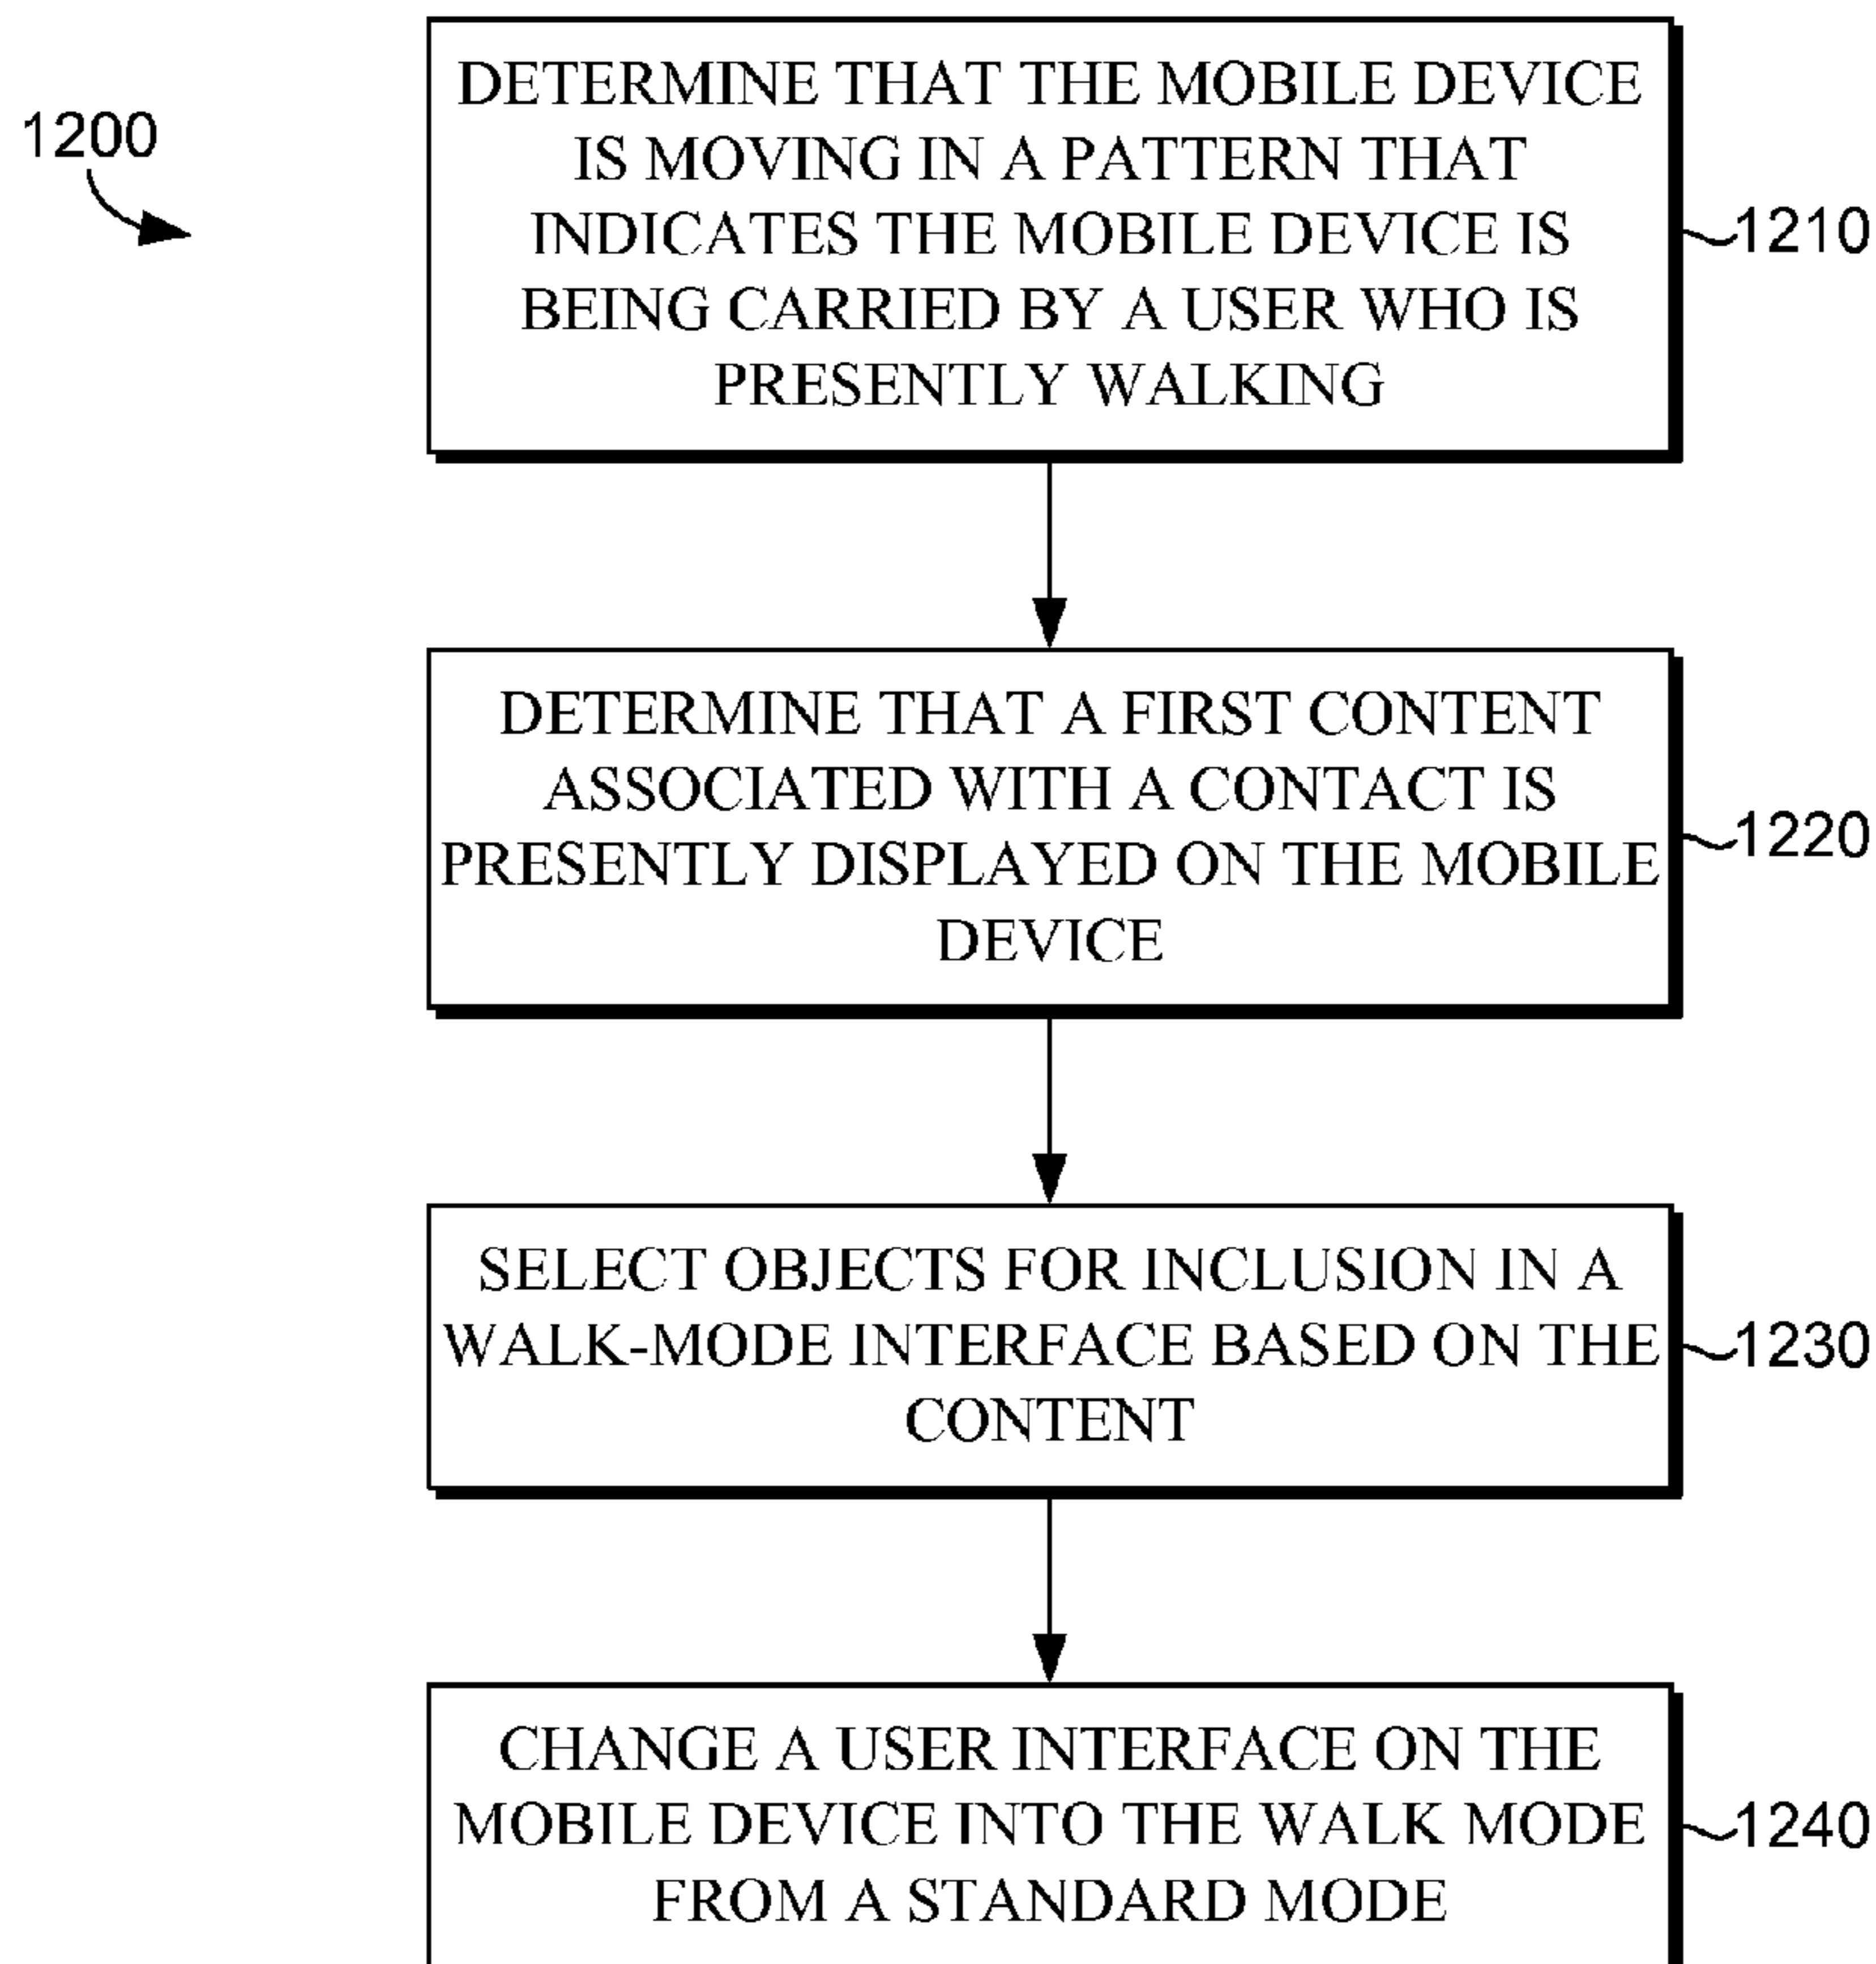 1200
DETERMINE THAT THE MOBILE DEVICE
IS MOVING IN A PATTERN THAT
INDICATES THE MOBILE DEVICE IS
BEING CARRIED BY A USER WHO IS
PRESENTLY WALKING
1210
DETERMINE THAT A FIRST CONTENT
ASSOCIATED WITH A CONTACT IS
PRESENTLY DISPLAYED ON THE MOBILE
DEVICE
1220
SELECT OBJECTS FOR INCLUSION IN A
WALK-MODE INTERFACE BASED ON THE
CONTENT
1230
CHANGE A USER INTERFACE ON THE
MOBILE DEVICE INTO THE WALK MODE
FROM A STANDARD MODE
1240